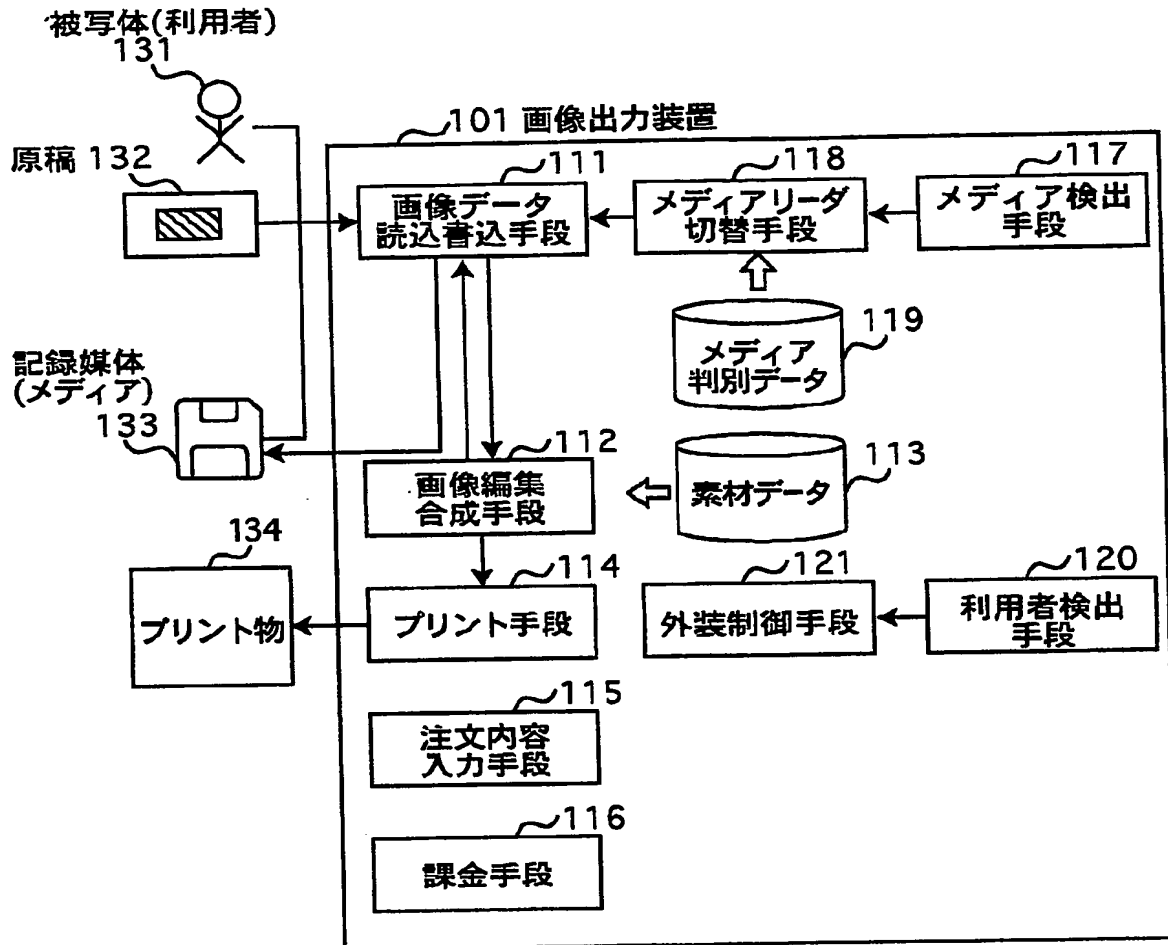 被写体(利用者)
131
101 画像出力装置
原稿 132
111
画像データ
読込書込手段
118
メディアリーダ
切替手段
117
メディア検出
手段
119
メディア
判別データ
記録媒体
(メディア)
133
112
画像編集
合成手段
113
素材データ
134
プリント物
114
プリント手段
121
外装制御手段
120
利用者検出
手段
115
注文内容
入力手段
116
課金手段